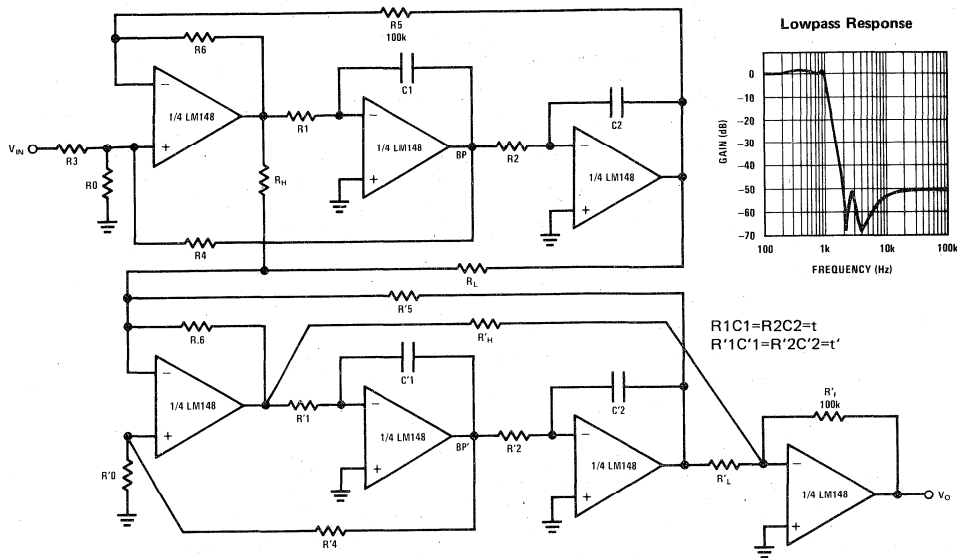 R5
100k
R6
C1
1/4 LM148
R1
1/4 LM148
BP
R2
C2
1/4 LM148
VIN
R3
R0
RH
R4
RL
Lowpass Response
GAIN (dB)
0
-10
-20
-30
-40
-50
-60
-70
100
1k
10k
100k
FREQUENCY (Hz)
R'5
R.6
R'H
R1C1=R2C2=t
R'1C'1=R'2C'2=t'
C'1
1/4 LM148
R'1
1/4 LM148
BP'
R'2
C'2
1/4 LM148
R'L
R'f
100k
1/4 LM148
VO
R'0
R'4